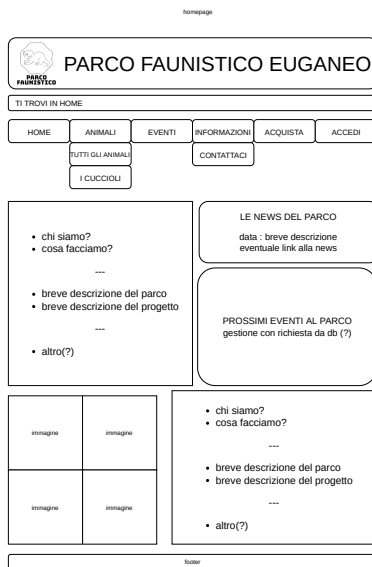 homepage
PARCO
FAUNISTICO
PARCO FAUNISTICO EUGANEO
TI TROVI IN HOME
HOME
ANIMALI
EVENTI
INFORMAZIONI
ACQUISTA
ACCEDI
TUTTI GLI ANIMALI
CONTATTACI
I CUCCIOLI
chi siamo?
cosa facciamo?
---
breve descrizione del parco
breve descrizione del progetto
---
altro(?)
LE NEWS DEL PARCO
data : breve descrizione
eventuale link alla news
PROSSIMI EVENTI AL PARCO
gestione con richiesta da db (?)
immagine
immagine
immagine
immagine
chi siamo?
cosa facciamo?
---
breve descrizione del parco
breve descrizione del progetto
---
altro(?)
footer